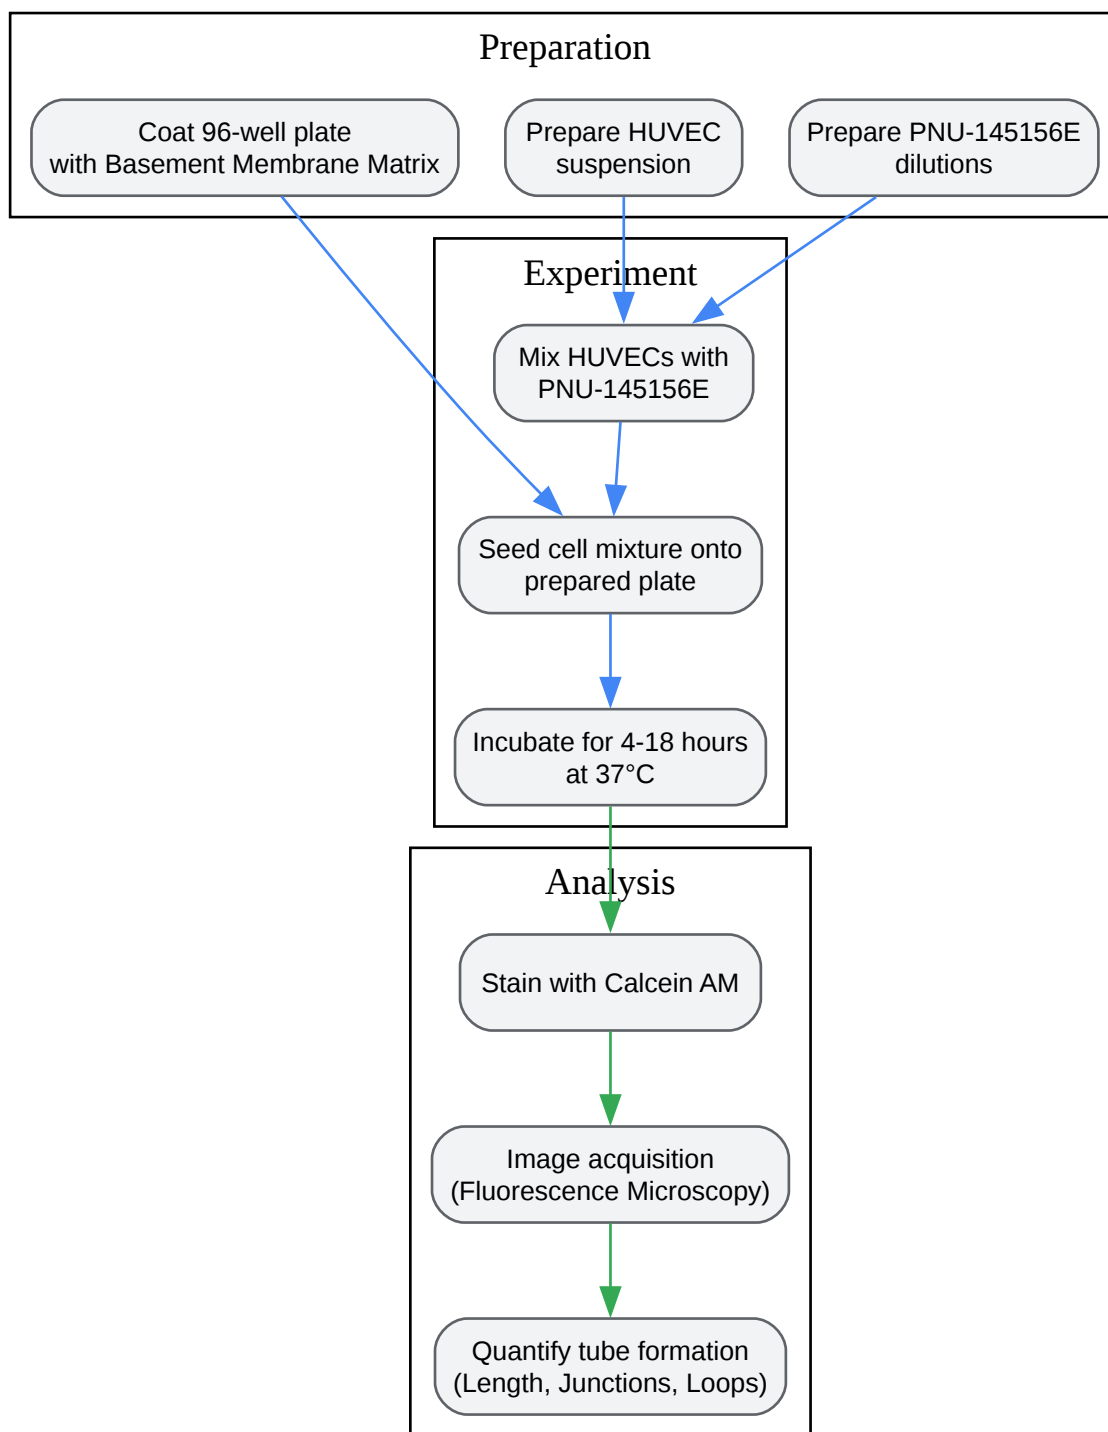 Preparation
Coat 96-well plate
with Basement Membrane Matrix
Prepare HUVEC
suspension
Prepare PNU-145156E
dilutions
Experiment
Mix HUVECs with
PNU-145156E
Seed cell mixture onto
prepared plate
Incubate for 4-18 hours
at 37°C
Analysis
Stain with Calcein AM
Image acquisition
(Fluorescence Microscopy)
Quantify tube formation
(Length, Junctions, Loops)